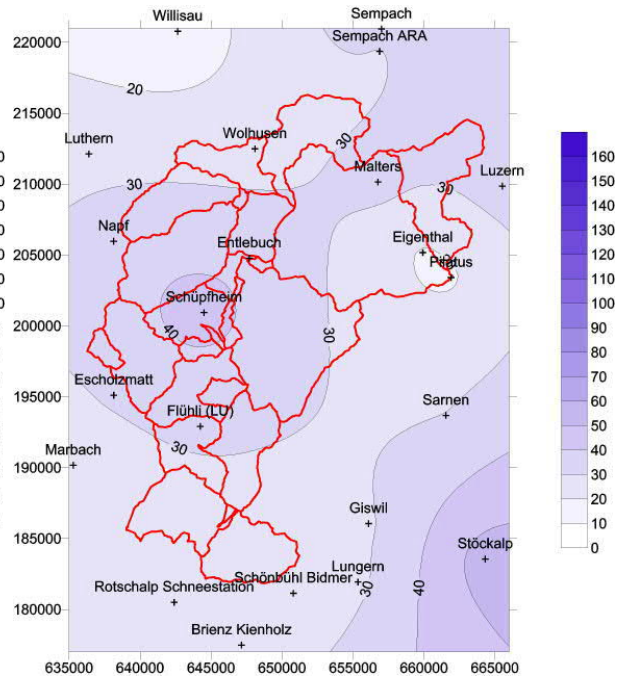 Willisau
Sempach
220000
Sempach ARA
20
215000
Wolhusen
30
Luthern
Malters
210000
30
30
Luzern
Napf
Eigenthal
205000
Entlebuch
Pilatus
Schüpfheim
200000
40
30
195000
Escholzmatt
Sarnen
Flühli (LU)
30
190000
Marbach
Giswil
185000
Stöckalp
Lungern
Schönbühl Bidmer
Rotschalp Schneestation
30
40
180000
Brienz Kienholz
635000 640000 645000 650000 655000 660000 665000
160
150
140
130
120
110
100
90
80
70
60
50
40
30
20
10
0